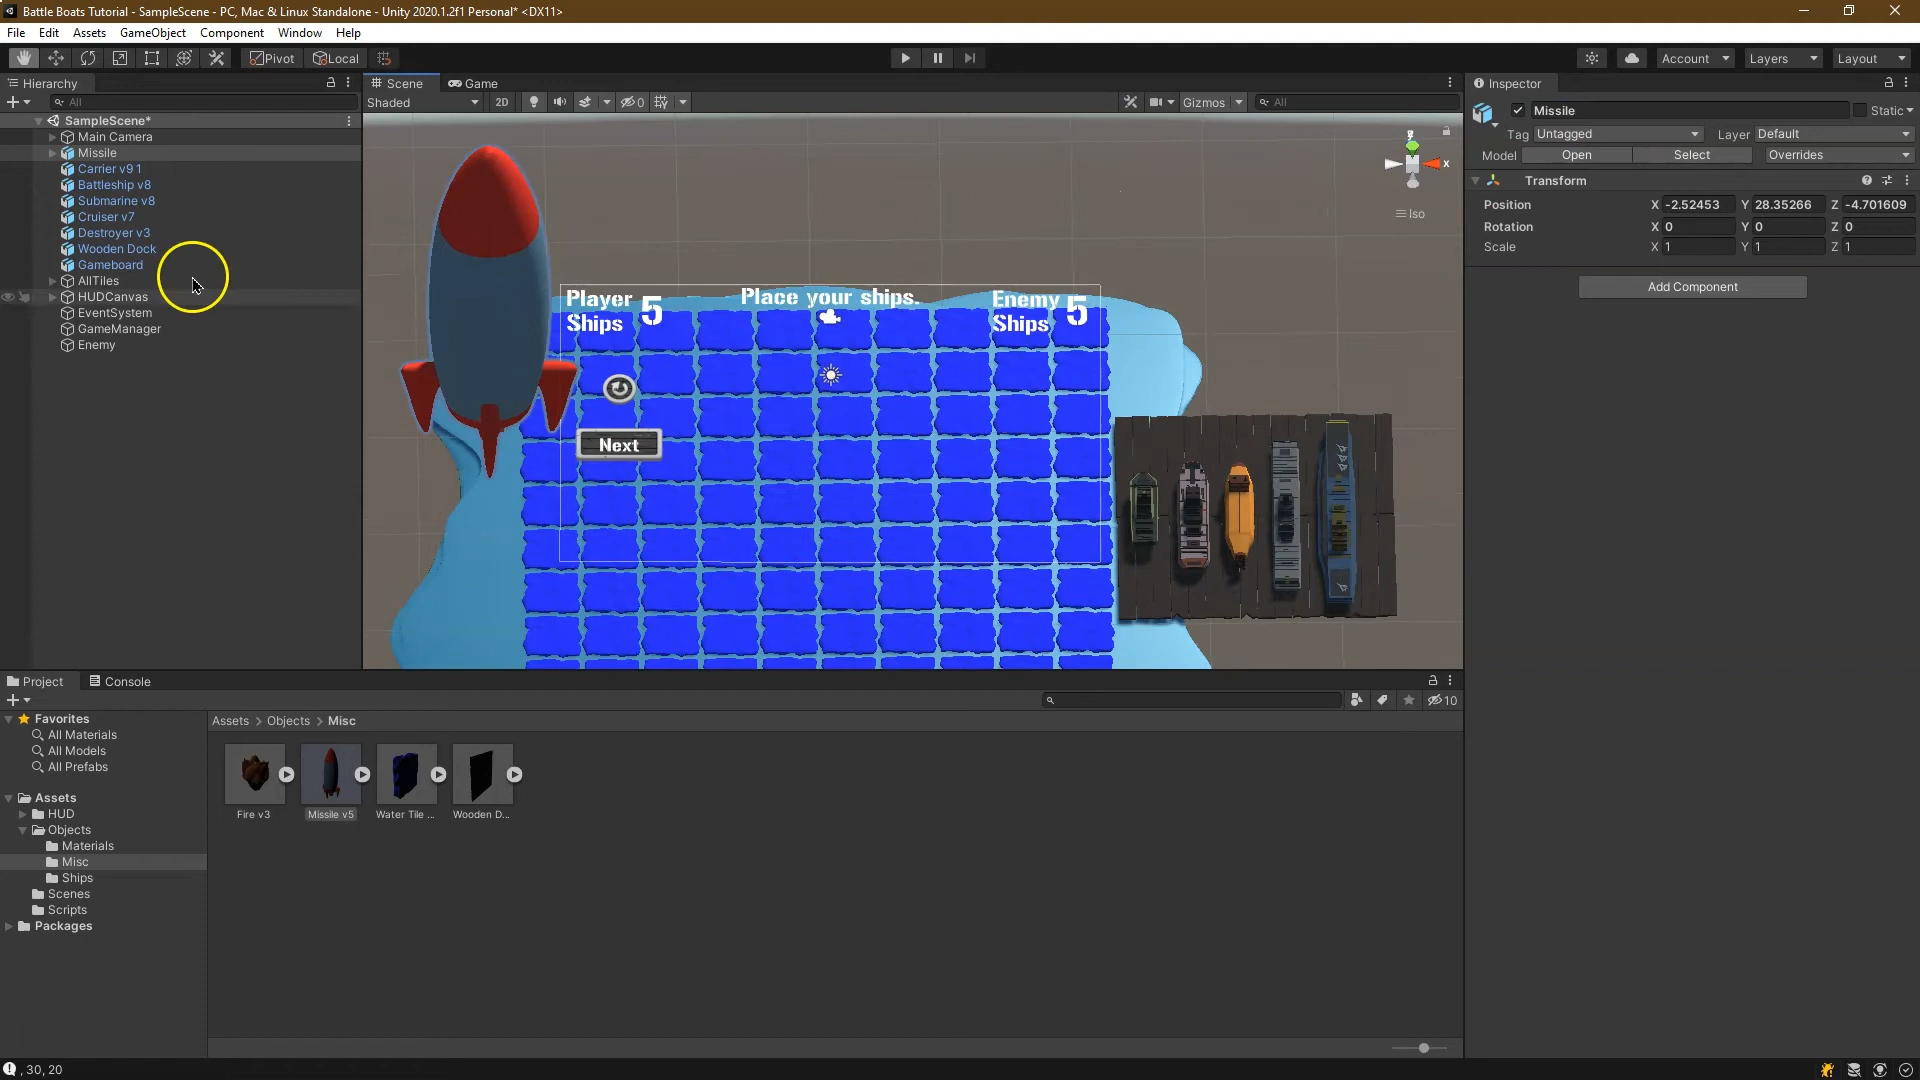 Battle Boats Tutorial - SampleScene - PC, Mac & Linux Standalone - Unity 2020.1.2f1 Personal* <DX11>
File Edit Assets GameObject Component Window Help
Pivot Local Account Layers Layout
Hierarchy
All
SampleScene*
Main Camera
Missile
Carrier v9 1
Battleship v8
Submarine v8
Cruiser v7
Destroyer v3
Wooden Dock
Gameboard
AllTiles
HUDCanvas
EventSystem
GameManager
Enemy
Scene Game
Shaded 2D 0 Gizmos All
y
x
Iso
Player
Ships 5
Place your ships.
Enemy
Ships 5
Next
Inspector
Missile Static
Tag Untagged Layer Default
Model Open Select Overrides
Transform
Position X -2.52453 Y 28.35266 Z -4.701609
Rotation X 0 Y 0 Z 0
Scale X 1 Y 1 Z 1
Add Component
Project Console
10
Favorites
All Materials
All Models
All Prefabs
Assets
HUD
Objects
Materials
Misc
Ships
Scenes
Scripts
Packages
Assets > Objects > Misc
Fire v3 Missile v5 Water Tile ... Wooden D...
, 30, 20